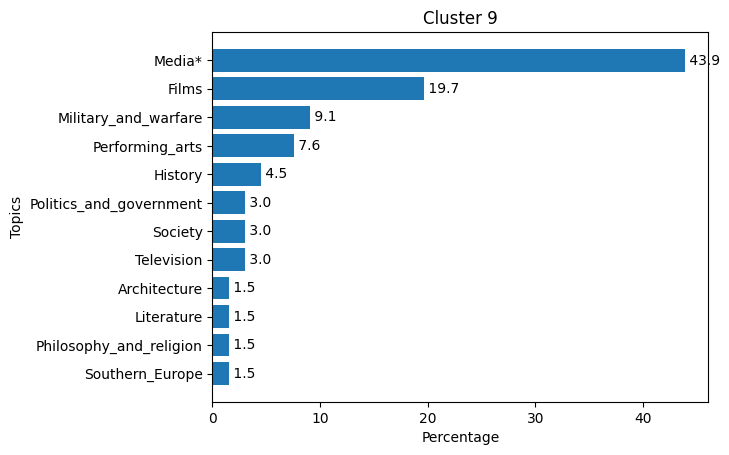 Cluster 9
Topics
Media* 43.9
Films 19.7
Military_and_warfare 9.1
Performing_arts 7.6
History 4.5
Politics_and_government 3.0
Society 3.0
Television 3.0
Architecture 1.5
Literature 1.5
Philosophy_and_religion 1.5
Southern_Europe 1.5
0 10 20 30 40
Percentage